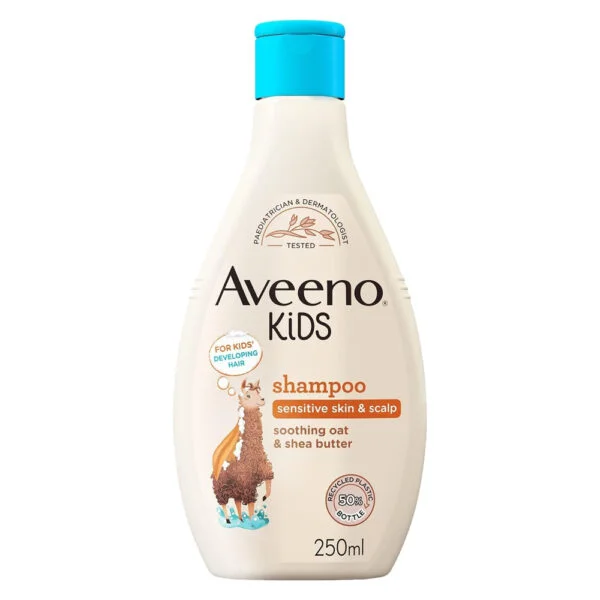 PAEDIATRICIAN & DERMATOLOGIST
TESTED
Aveeno®
KiDS
FOR KIDS'
DEVELOPING
HAIR
shampoo
sensitive skin & scalp
soothing oat
& shea butter
RECYCLED PLASTIC
50%
BOTTLE
250ml